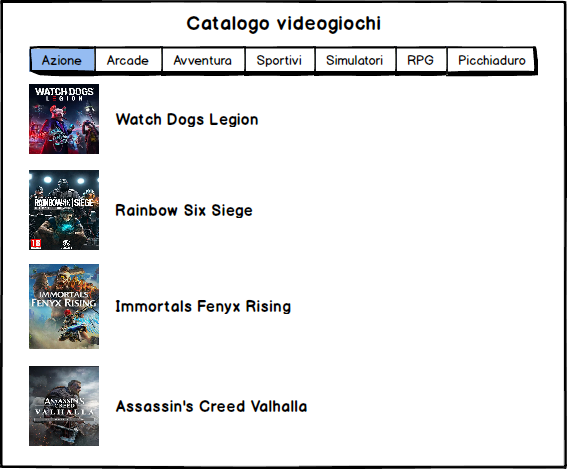 Catalogo videogiochi
Azione Arcade Avventura Sportivi Simulatori RPG Picchiaduro
WATCH DOGS
LEGION
Watch Dogs Legion
RAINBOW SIX SIEGE
18
Rainbow Six Siege
IMMORTALS
FENYX RISING
Immortals Fenyx Rising
ASSASSIN'S
CREED
VALHALLA
Assassin's Creed Valhalla